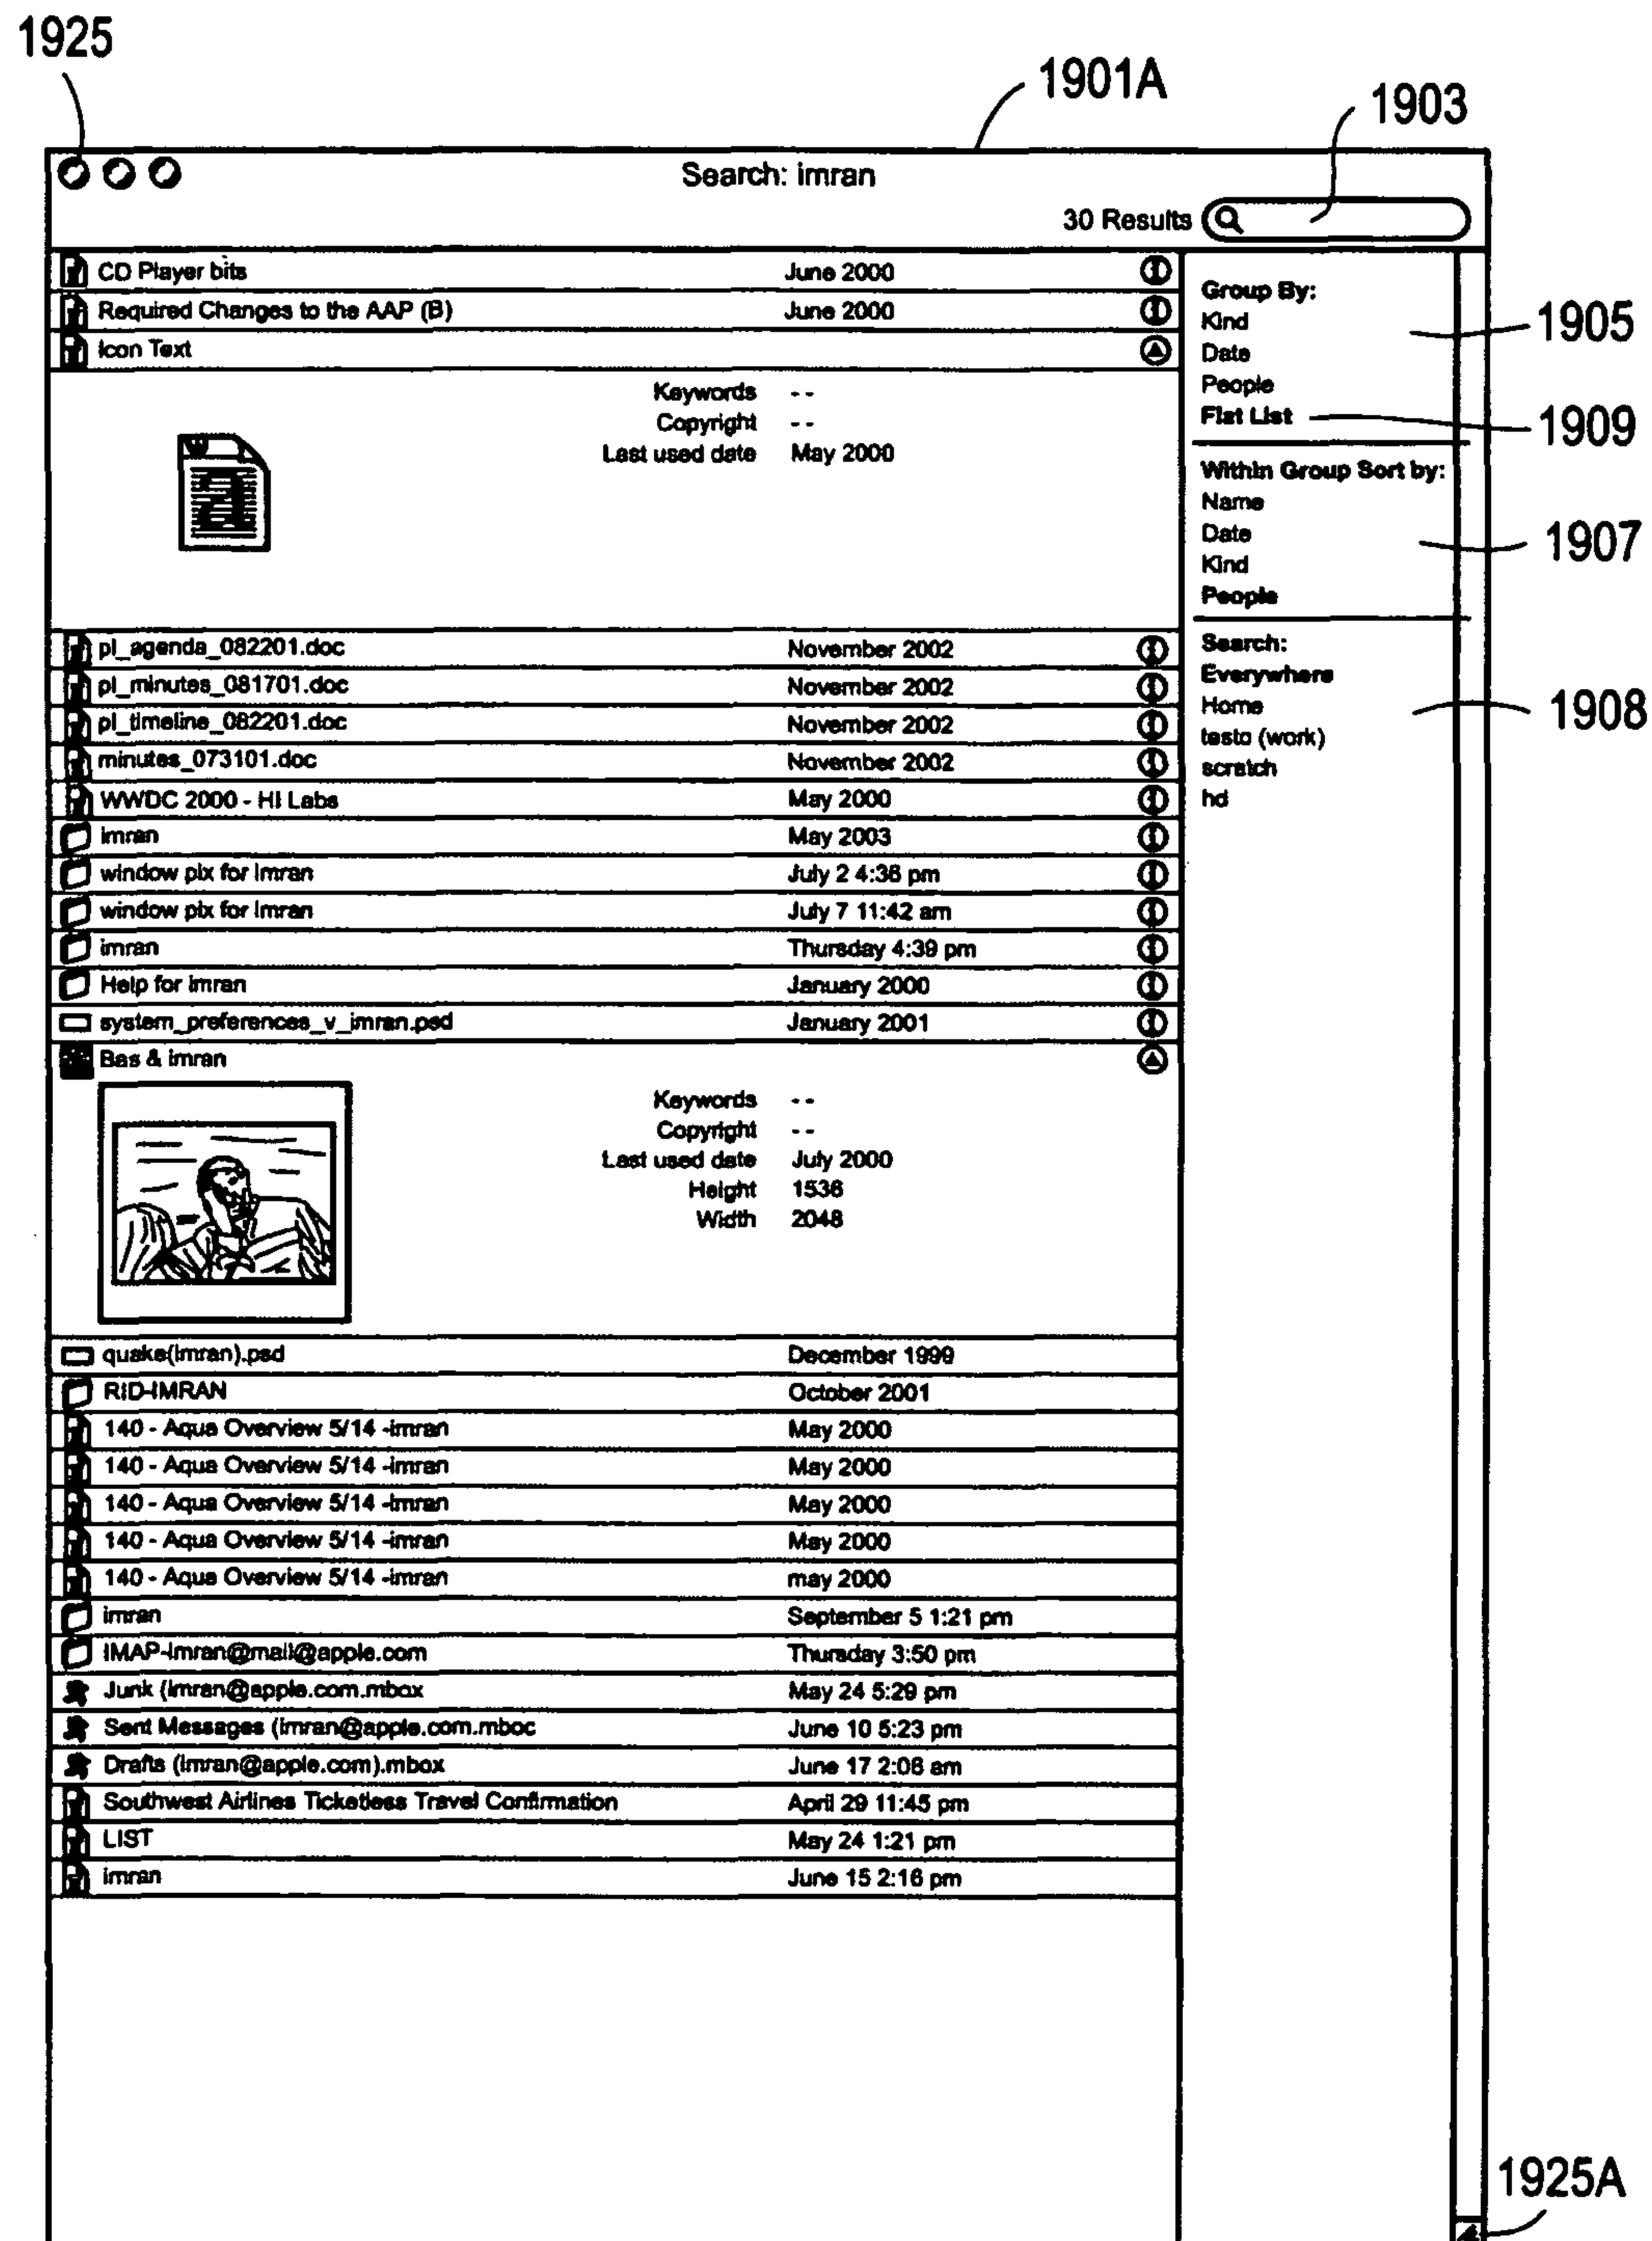 1925
1901A
1903
Search: imran
30 Results
CD Player bits June 2000
Required Changes to the AAP (B) June 2000
Icon Text
Keywords - -
Copyright - -
Last used date May 2000
pl_agenda_082201.doc November 2002
pl_minutes_081701.doc November 2002
pl_timeline_082201.doc November 2002
minutes_073101.doc November 2002
WWDC 2000 - HI Labs May 2000
imran May 2003
window pix for imran July 2 4:36 pm
window pix for imran July 7 11:42 am
imran Thursday 4:39 pm
Help for imran January 2000
system_preferences_v_imran.psd January 2001
Bas & imran
Keywords - -
Copyright - -
Last used date July 2000
Height 1536
Width 2048
quake(imran).psd December 1999
RID-IMRAN October 2001
140 - Aqua Overview 5/14 -imran May 2000
140 - Aqua Overview 5/14 -imran May 2000
140 - Aqua Overview 5/14 -imran May 2000
140 - Aqua Overview 5/14 -imran May 2000
140 - Aqua Overview 5/14 -imran may 2000
imran September 5 1:21 pm
IMAP-imran@mail@apple.com Thursday 3:50 pm
Junk (imran@apple.com.mbox May 24 5:29 pm
Sent Messages (imran@apple.com.mboc June 10 5:23 pm
Drafts (imran@apple.com).mbox June 17 2:08 am
Southwest Airlines Ticketless Travel Confirmation April 29 11:45 pm
LIST May 24 1:21 pm
imran June 15 2:16 pm
Group By:
Kind
Date
People
Flat List
Within Group Sort by:
Name
Date
Kind
People
Search:
Everywhere
Home
testo (work)
scratch
hd
1905
1909
1907
1908
1925A